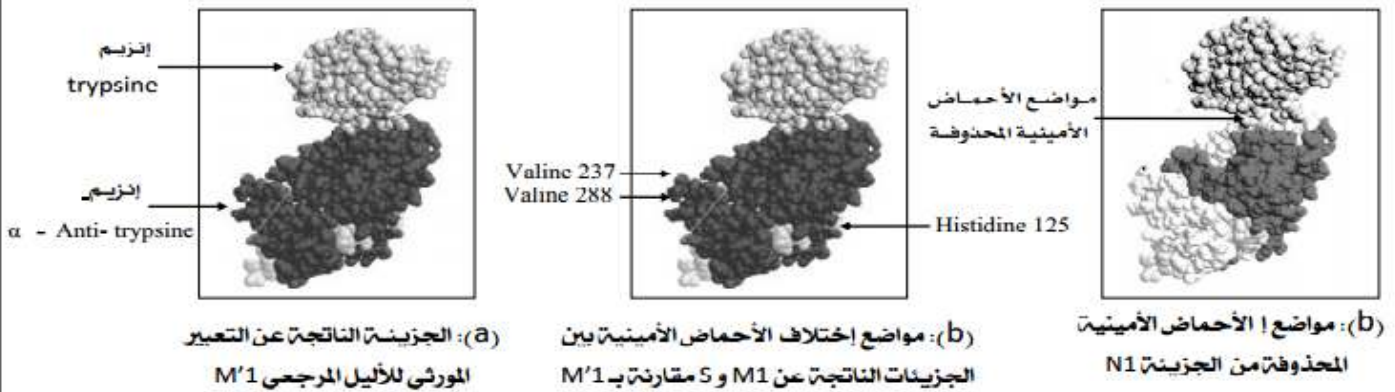 إنزيم
trypsine
إنزيم
α - Anti- trypsine
(a): الجزيئة الناتجة عن التعبير
المورثي للأليل المرجعي M'1
Valine 237
Valine 288
Histidine 125
(b): مواضع إختلاف الأحماض الأمينية بين
الجزيئات الناتجة عن M1 و S مقارنة بـ M'1
مواضع الأحماض
الأمينية المحذوفة
(b): مواضع إ الأحماض الأمينية
المحذوفة من الجزيئة N1